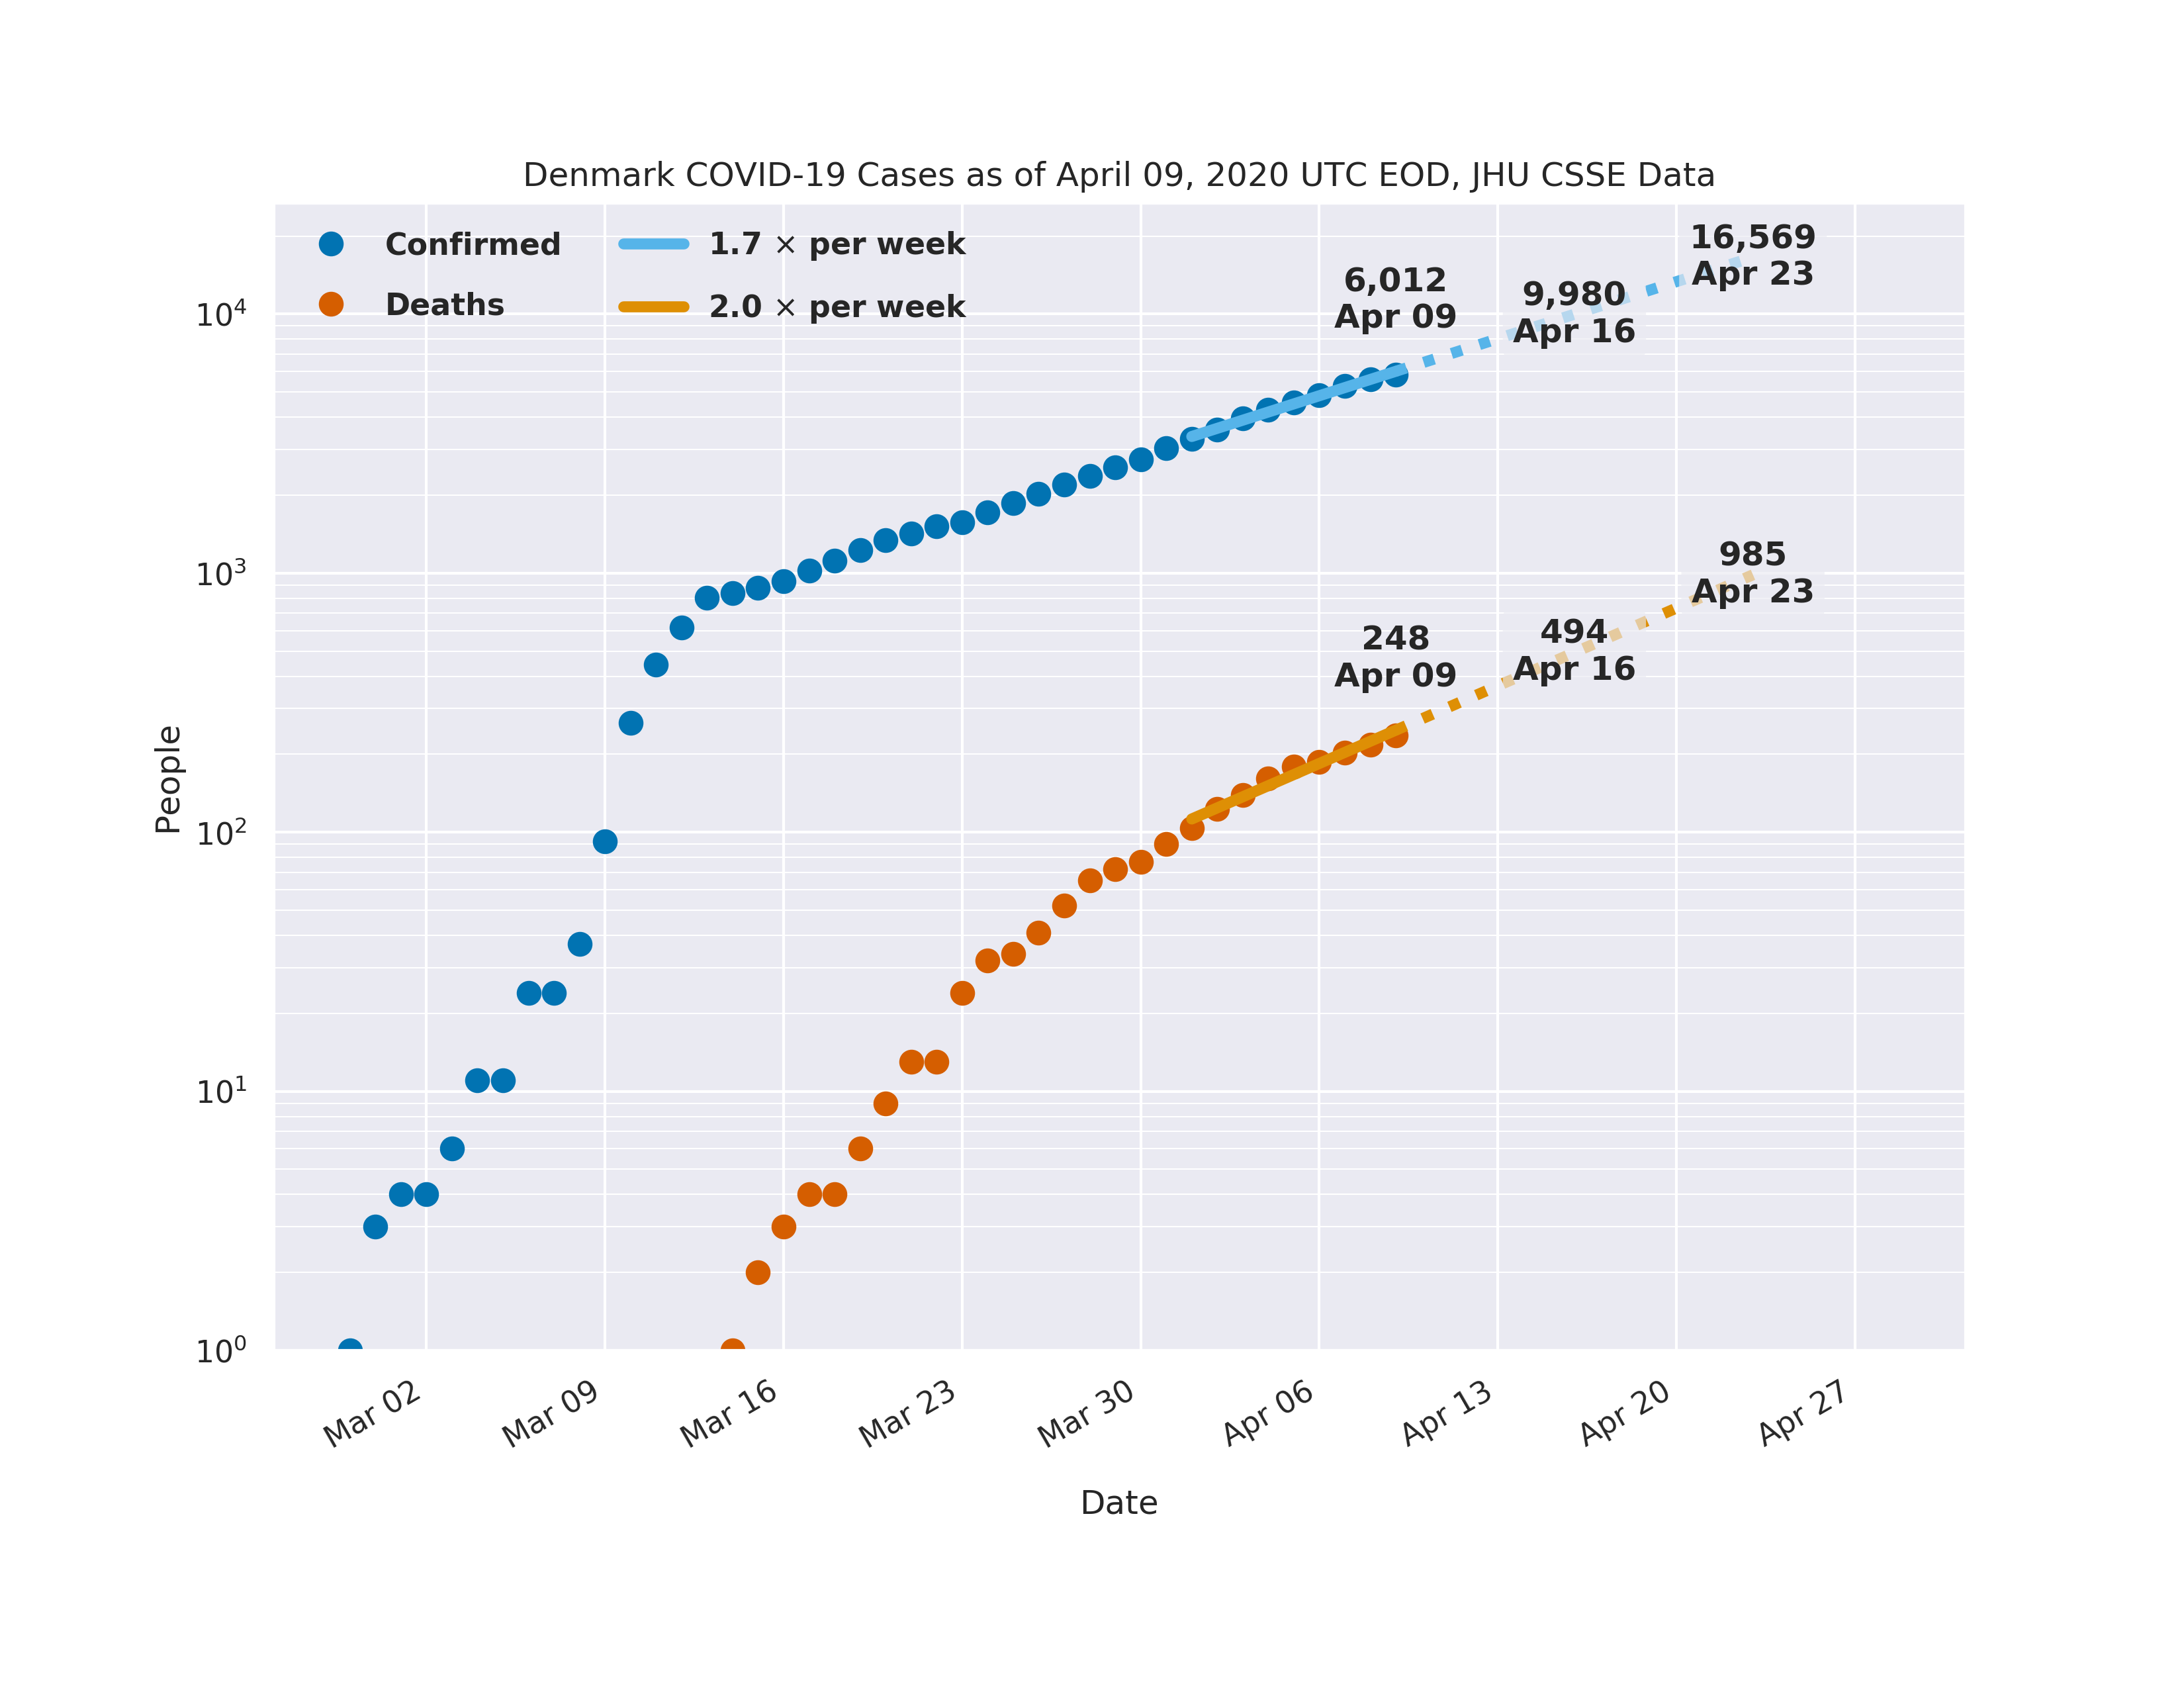 Denmark COVID-19 Cases as of April 09, 2020 UTC EOD, JHU CSSE Data
Confirmed
Deaths
1.7 × per week
2.0 × per week
6,012
Apr 09
9,980
Apr 16
16,569
Apr 23
248
Apr 09
494
Apr 16
985
Apr 23
People
10⁴
10³
10²
10¹
10⁰
Mar 02
Mar 09
Mar 16
Mar 23
Mar 30
Apr 06
Apr 13
Apr 20
Apr 27
Date